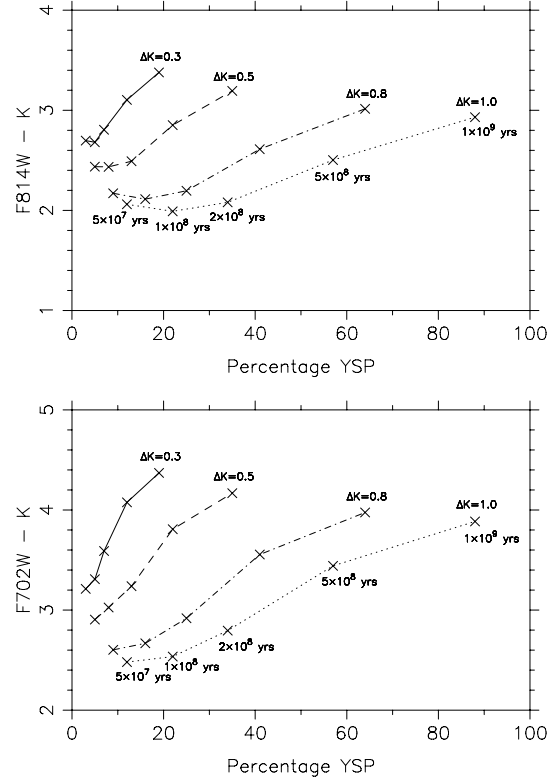 4
3
2
1
F814W − K
ΔK=0.3
ΔK=0.5
ΔK=0.8
ΔK=1.0
1×10⁹ yrs
5×10⁸ yrs
5×10⁷ yrs
2×10⁸ yrs
1×10⁸ yrs
0 20 40 60 80 100
Percentage YSP
5
4
3
2
F702W − K
ΔK=0.3
ΔK=0.5
ΔK=0.8
ΔK=1.0
1×10⁹ yrs
5×10⁸ yrs
2×10⁸ yrs
1×10⁸ yrs
5×10⁷ yrs
0 20 40 60 80 100
Percentage YSP